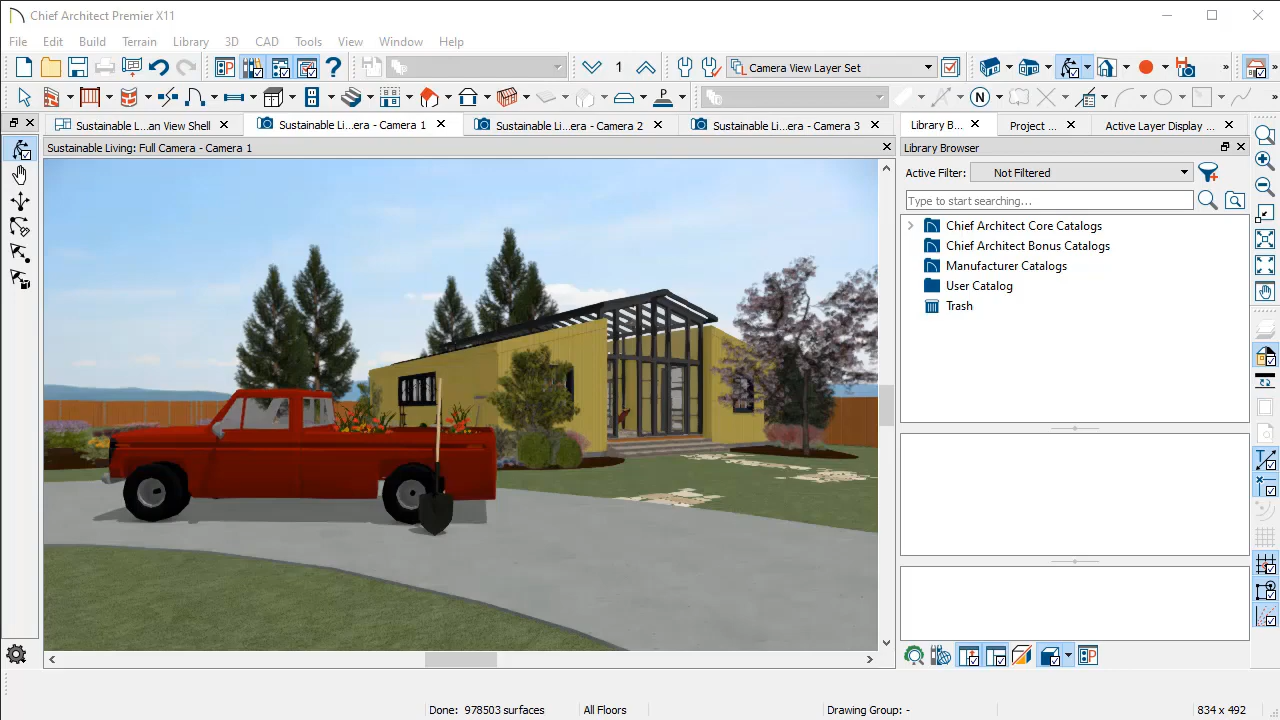 Chief Architect Premier X11
File Edit Build Terrain Library 3D CAD Tools View Window Help
1 Camera View Layer Set
N P
Sustainable L...an View Shell Sustainable Li...era - Camera 1 Sustainable Li...era - Camera 2 Sustainable Li...era - Camera 3 Library B... Project ... Active Layer Display ...
Sustainable Living: Full Camera - Camera 1 Library Browser
Active Filter: Not Filtered
Type to start searching...
Chief Architect Core Catalogs
Chief Architect Bonus Catalogs
Manufacturer Catalogs
User Catalog
Trash
Done: 978503 surfaces All Floors Drawing Group: - 834 x 492